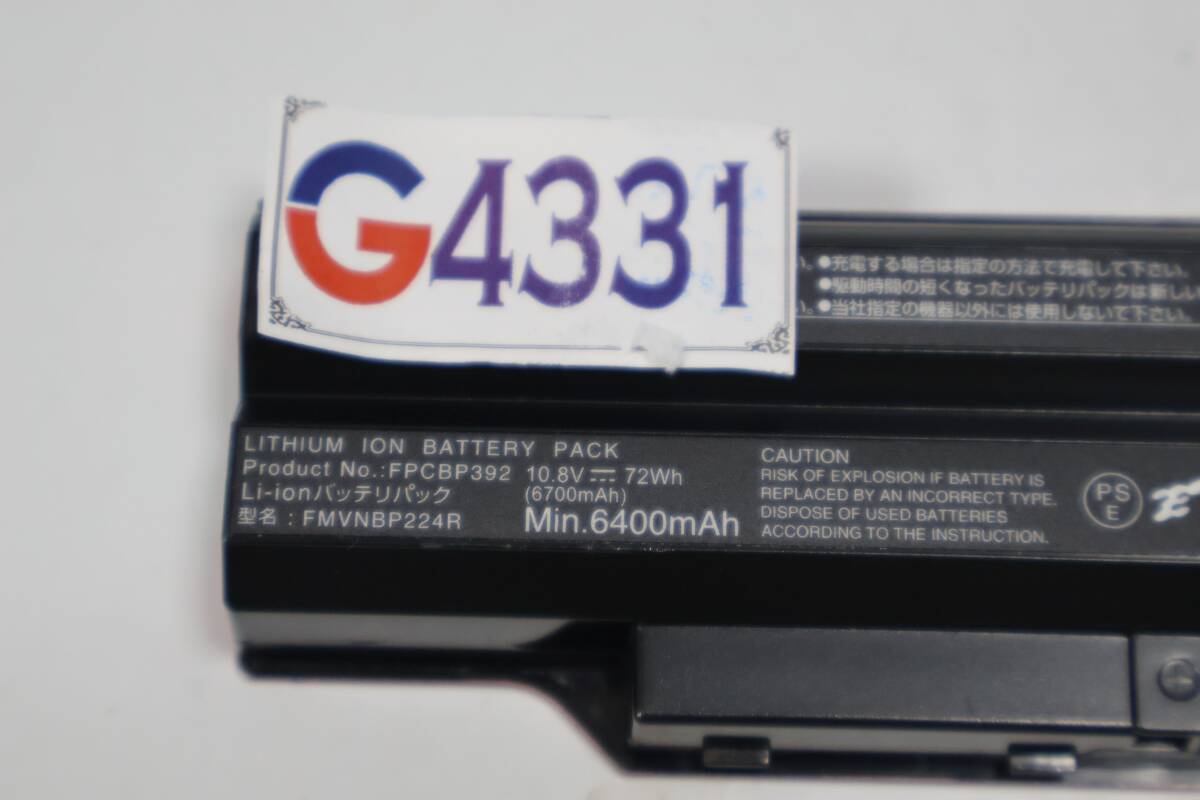 G4331
い。●充電する場合は指定の方法で充電して下さい。
●駆動時間の短くなったバッテリパックは新しい
い。●当社指定の機器以外には使用しないで下さい。
LITHIUM ION BATTERY PACK
Product No.:FPCBP392 10.8V 72Wh
Li-ionバッテリパック (6700mAh)
型名:FMVNBP224R Min.6400mAh
CAUTION
RISK OF EXPLOSION IF BATTERY IS
REPLACED BY AN INCORRECT TYPE.
DISPOSE OF USED BATTERIES
ACCORDING TO THE INSTRUCTION.
PS
E